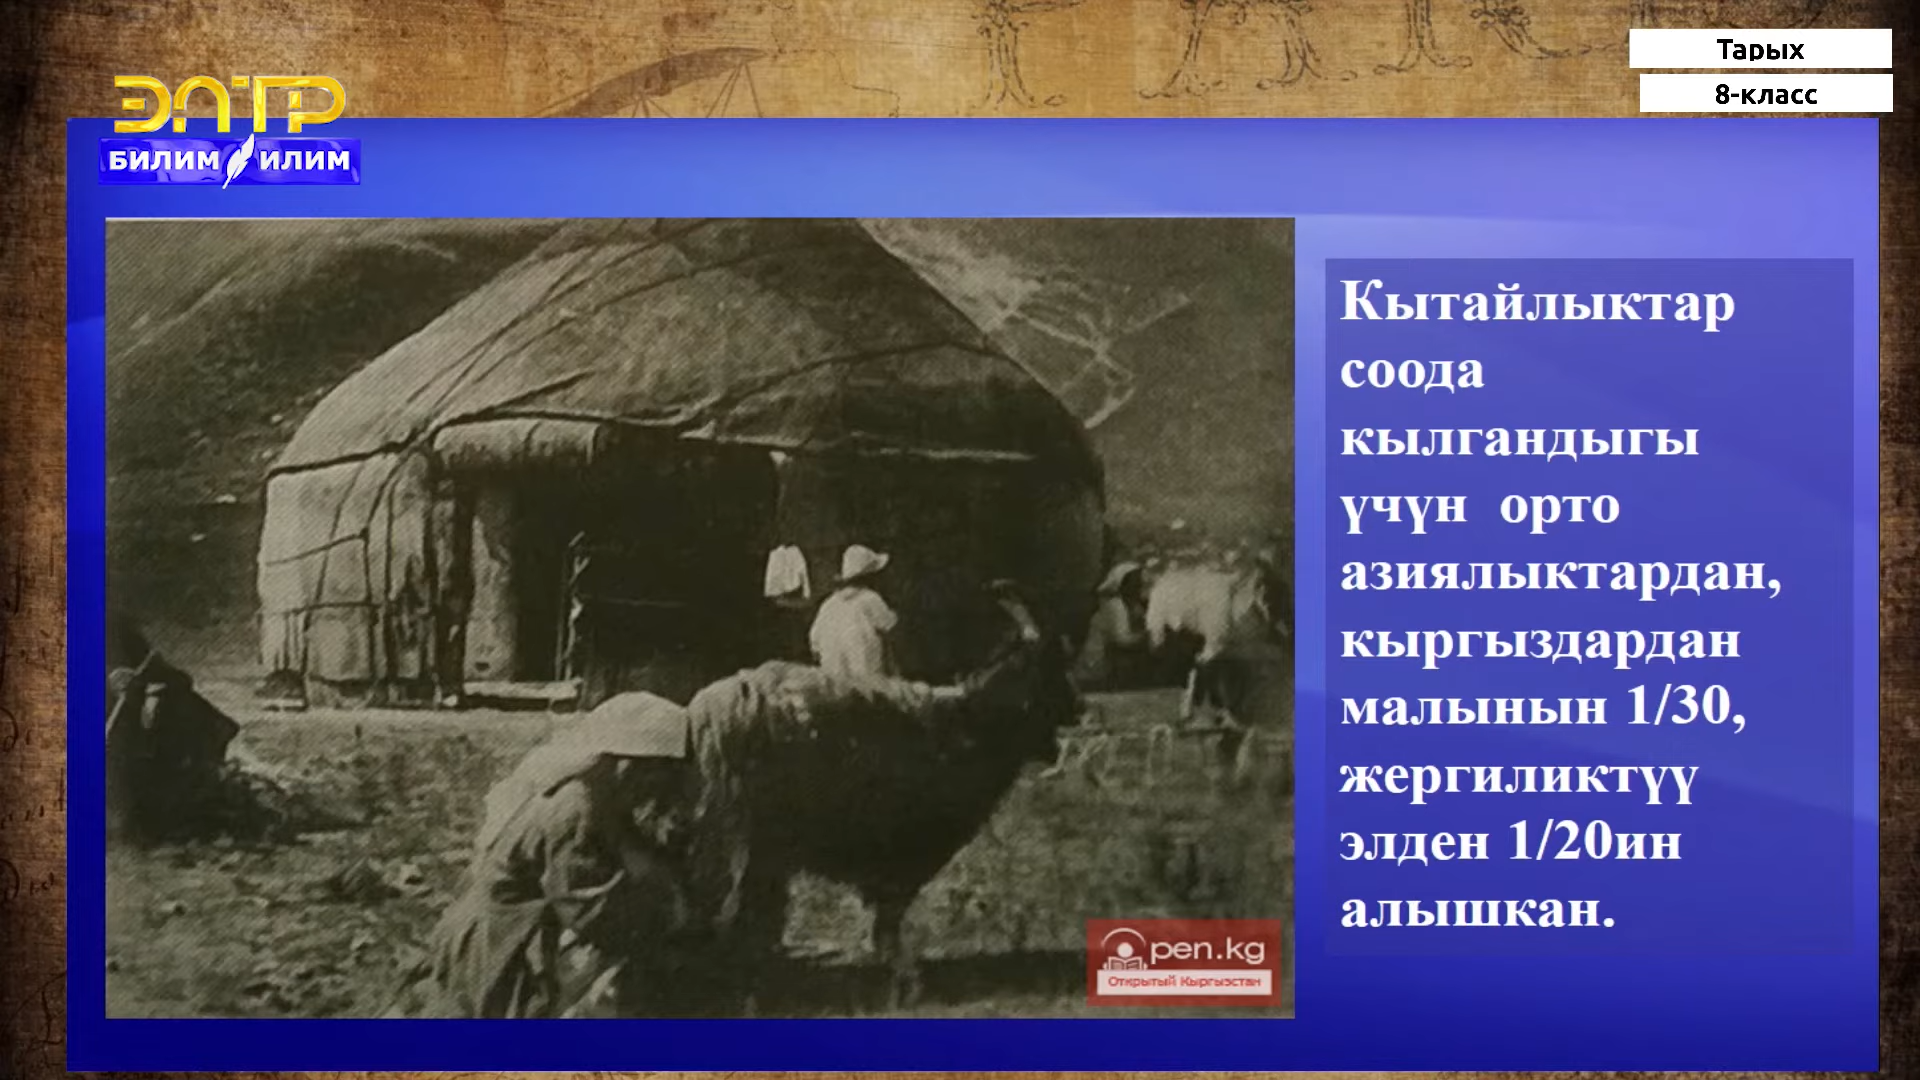 Тарых
8-класс
ЭЛТР
БИЛИМ ИЛИМ
Кытайлыктар
соода
кылгандыгы
үчүн орто
азиялыктардан,
кыргыздардан
малынын 1/30,
жергиликтүү
элден 1/20ин
алышкан.
Open.kg
Открытый Кыргызстан